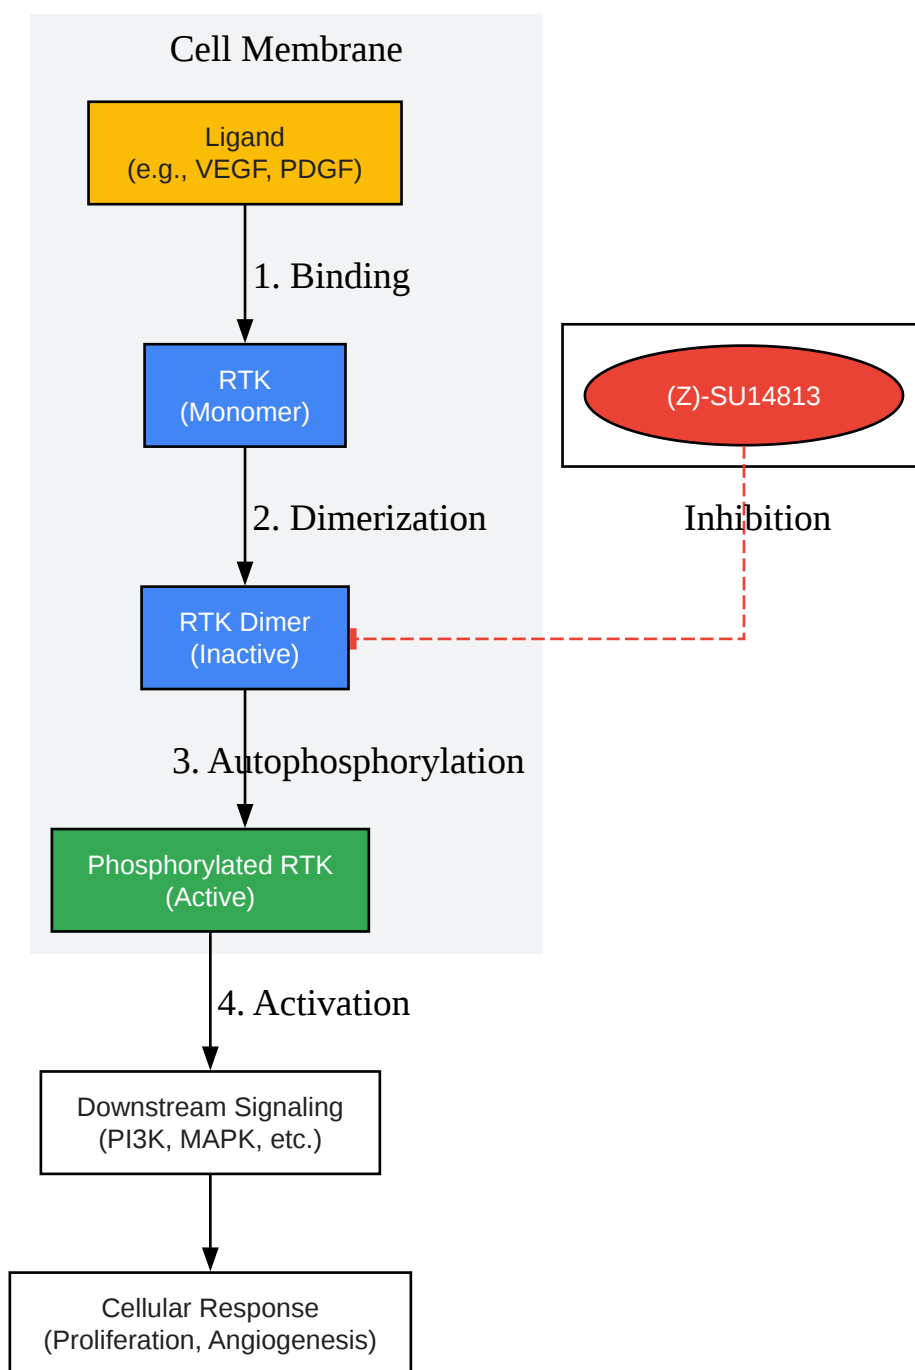 Cell Membrane
Ligand
(e.g., VEGF, PDGF)
1. Binding
RTK
(Monomer)
(Z)-SU14813
2. Dimerization
Inhibition
RTK Dimer
(Inactive)
3. Autophosphorylation
Phosphorylated RTK
(Active)
4. Activation
Downstream Signaling
(PI3K, MAPK, etc.)
Cellular Response
(Proliferation, Angiogenesis)